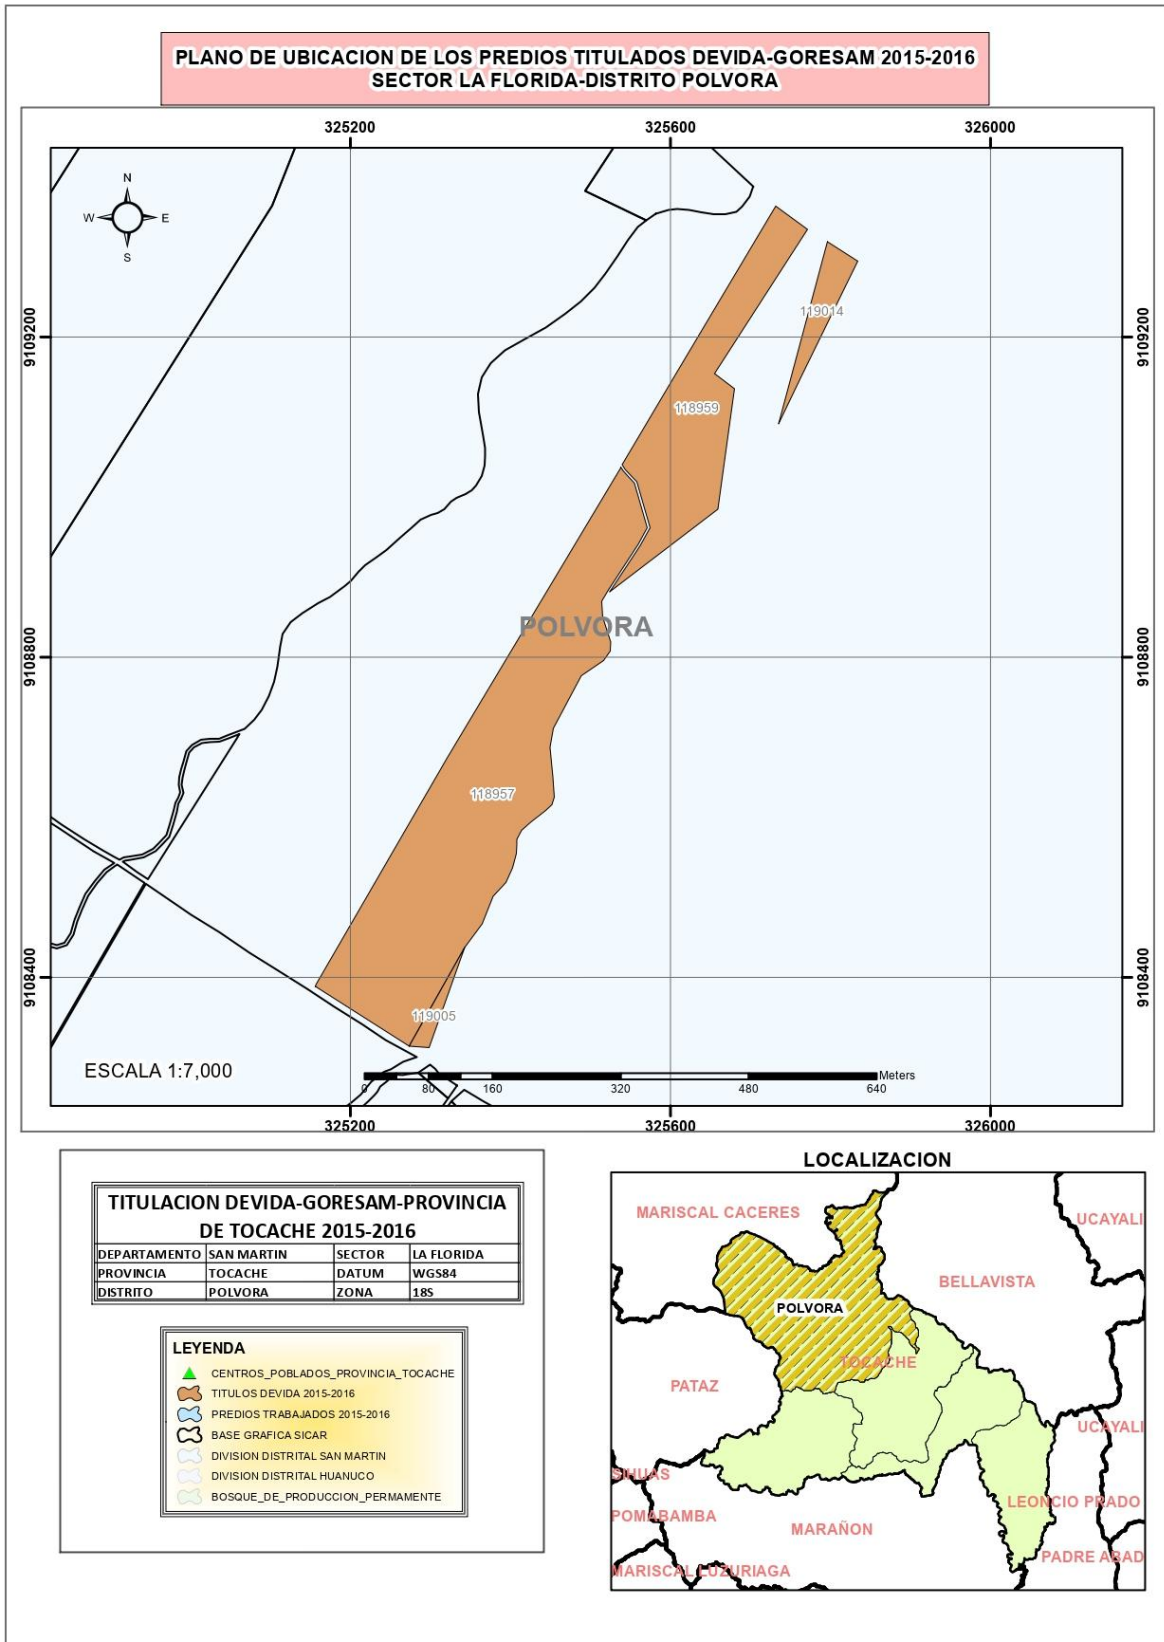 PLANO DE UBICACION DE LOS PREDIOS TITULADOS DEVIDA-GORESAM 2015-2016
SECTOR LA FLORIDA-DISTRITO POLVORA
325200 325600 326000
N
W E
S
9109200 9109200
119014
118959
POLVORA
9108800 9108800
118957
9108400 9108400
119005
ESCALA 1:7,000
0 80 160 320 480 640 Meters
325200 325600 326000
TITULACION DEVIDA-GORESAM-PROVINCIA
DE TOCACHE 2015-2016
DEPARTAMENTO SAN MARTIN SECTOR LA FLORIDA
PROVINCIA TOCACHE DATUM WGS84
DISTRITO POLVORA ZONA 18S
LEYENDA
CENTROS_POBLADOS_PROVINCIA_TOCACHE
TITULOS DEVIDA 2015-2016
PREDIOS TRABAJADOS 2015-2016
BASE GRAFICA SICAR
DIVISION DISTRITAL SAN MARTIN
DIVISION DISTRITAL HUANUCO
BOSQUE_DE_PRODUCCION_PERMAMENTE
LOCALIZACION
MARISCAL CACERES
UCAYALI
BELLAVISTA
POLVORA
TOCACHE
PATAZ
UCAYALI
SIHUAS
LEONCIO PRADO
POMABAMBA
MARAÑON
PADRE ABAD
MARISCAL LUZURIAGA